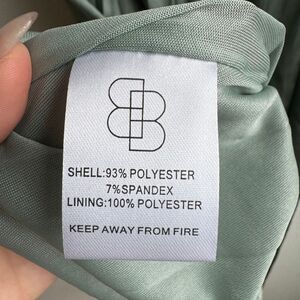 SHELL:93% POLYESTER
7%SPANDEX
LINING:100% POLYESTER
KEEP AWAY FROM FIRE